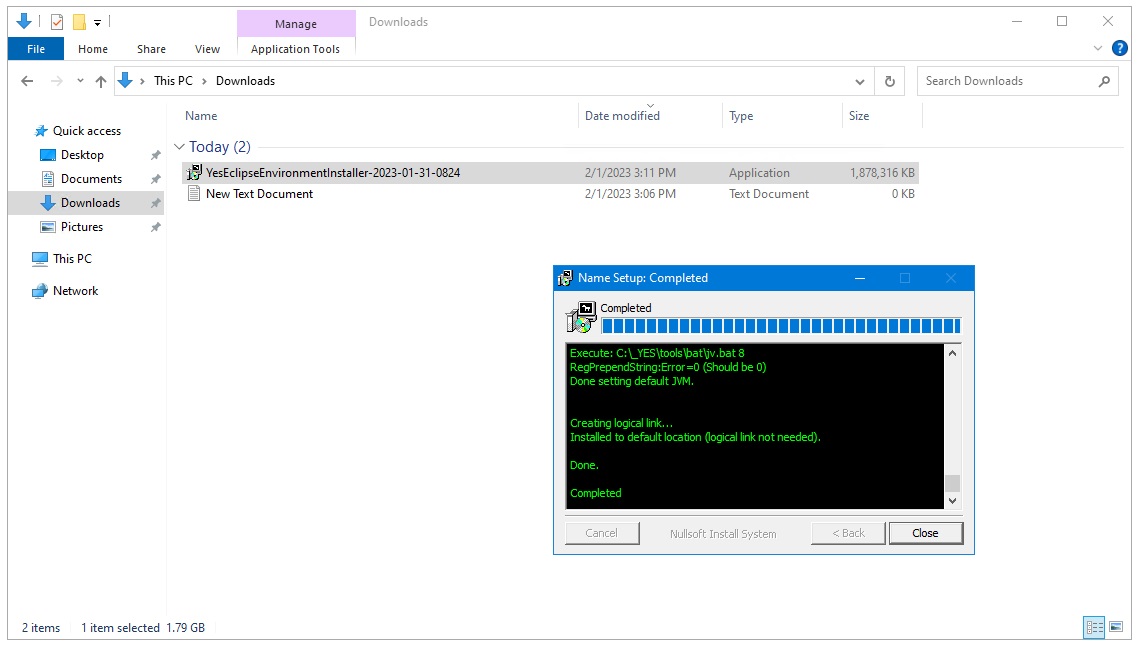 Manage
Downloads
File
Home
Share
View
Application Tools
?
This PC
Downloads
Search Downloads
Name
Date modified
Type
Size
Quick access
Desktop
Documents
Downloads
Pictures
This PC
Network
Today (2)
YesEclipseEnvironmentInstaller-2023-01-31-0824 2/1/2023 3:11 PM Application 1,878,316 KB
New Text Document 2/1/2023 3:06 PM Text Document 0 KB
Name Setup: Completed
Completed
Execute: C:\_YES\tools\bat\jv.bat 8
RegPrependString:Error=0 (Should be 0)
Done setting default JVM.
Creating logical link...
Installed to default location (logical link not needed).
Done.
Completed
Cancel
Nullsoft Install System
< Back
Close
2 items 1 item selected 1.79 GB